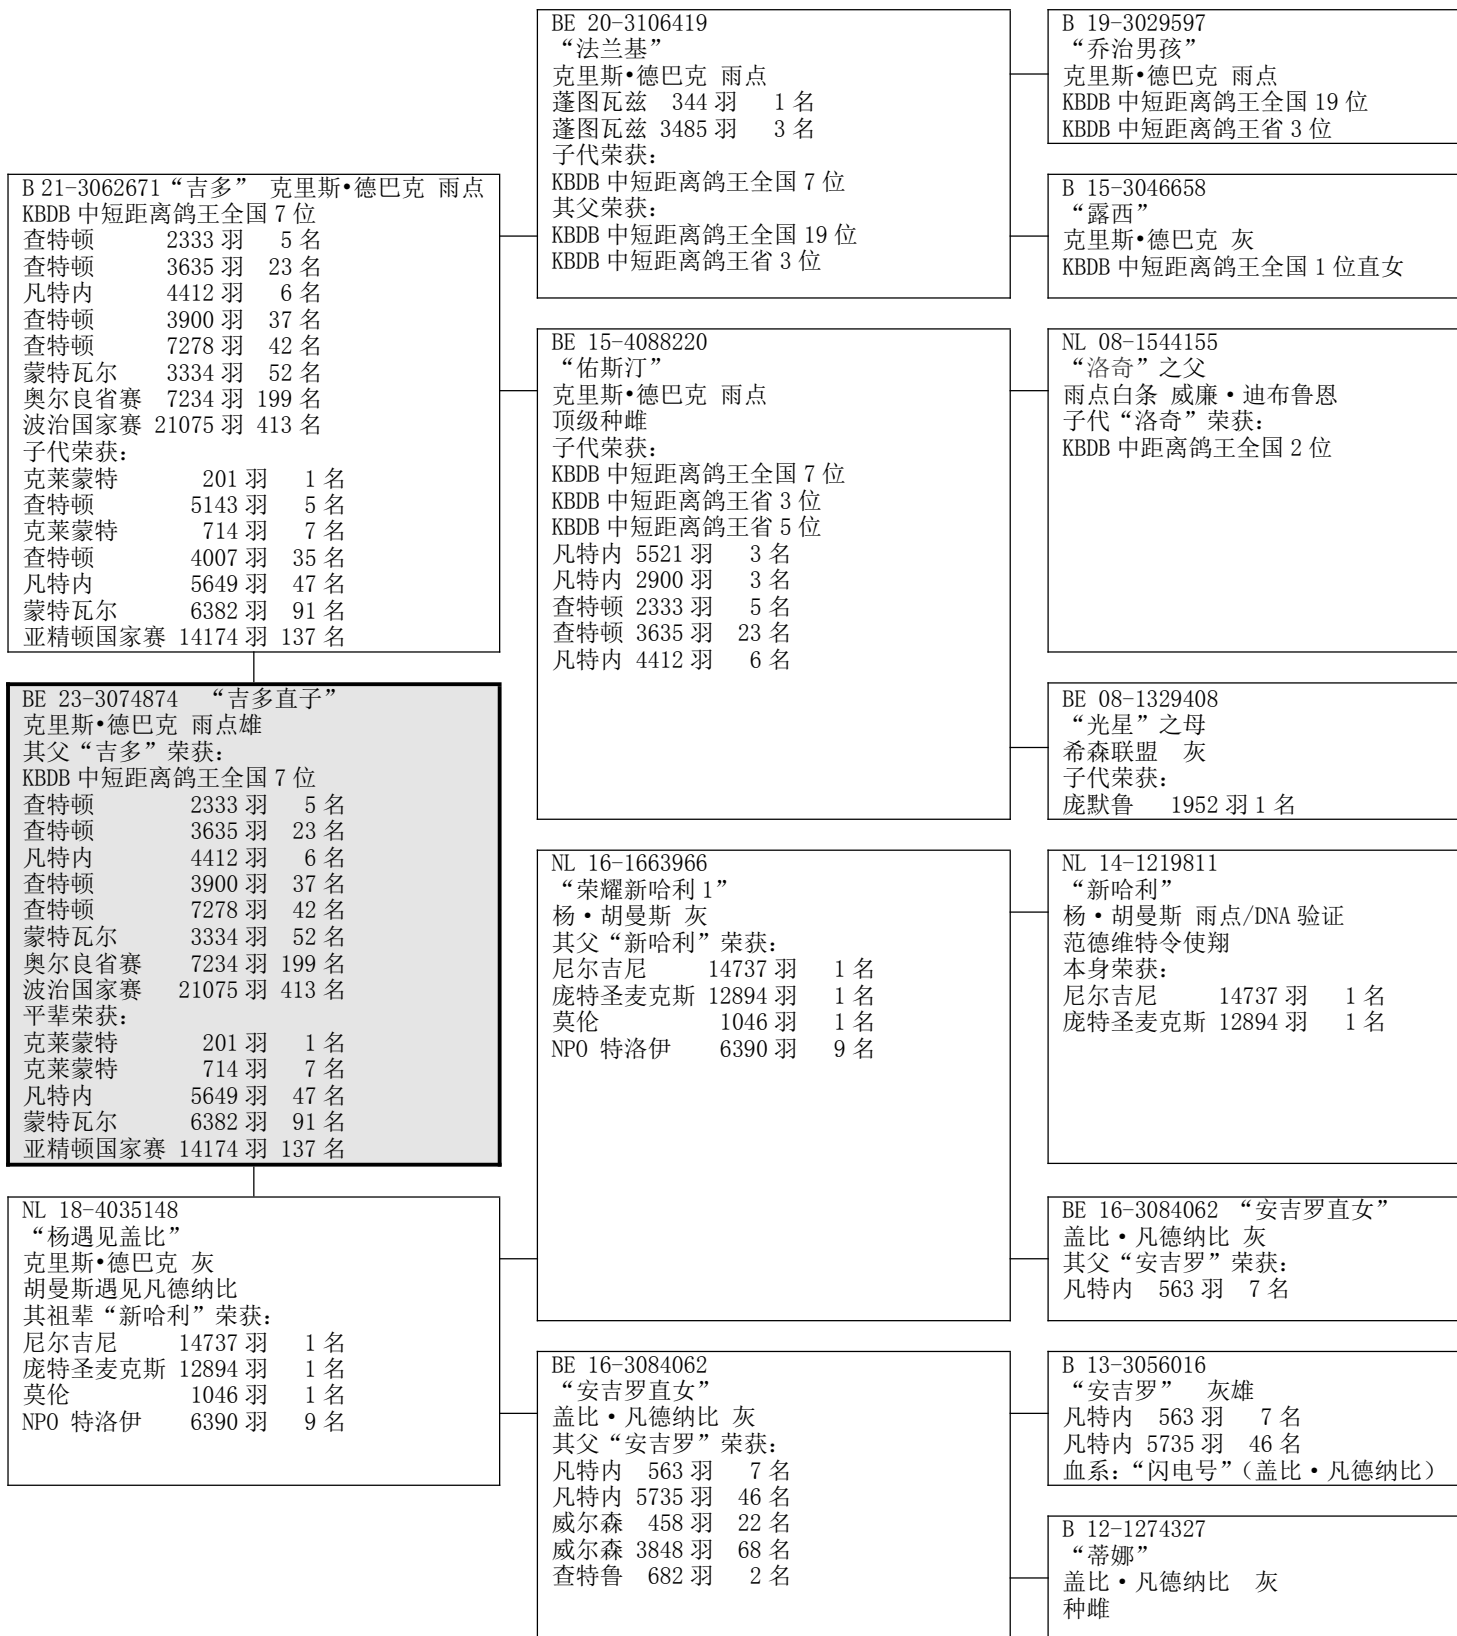 B 21-3062671“吉多” 克里斯•德巴克 雨点
KBDB 中短距离鸽王全国 7 位
查特顿 2333 羽 5 名
查特顿 3635 羽 23 名
凡特内 4412 羽 6 名
查特顿 3900 羽 37 名
查特顿 7278 羽 42 名
蒙特瓦尔 3334 羽 52 名
奥尔良省赛 7234 羽 199 名
波治国家赛 21075 羽 413 名
子代荣获:
克莱蒙特 201 羽 1 名
查特顿 5143 羽 5 名
克莱蒙特 714 羽 7 名
查特顿 4007 羽 35 名
凡特内 5649 羽 47 名
蒙特瓦尔 6382 羽 91 名
亚精顿国家赛 14174 羽 137 名
BE 23-3074874 “吉多直子”
克里斯•德巴克 雨点雄
其父“吉多”荣获:
KBDB 中短距离鸽王全国 7 位
查特顿 2333 羽 5 名
查特顿 3635 羽 23 名
凡特内 4412 羽 6 名
查特顿 3900 羽 37 名
查特顿 7278 羽 42 名
蒙特瓦尔 3334 羽 52 名
奥尔良省赛 7234 羽 199 名
波治国家赛 21075 羽 413 名
平辈荣获:
克莱蒙特 201 羽 1 名
克莱蒙特 714 羽 7 名
凡特内 5649 羽 47 名
蒙特瓦尔 6382 羽 91 名
亚精顿国家赛 14174 羽 137 名
NL 18-4035148
“杨遇见盖比”
克里斯•德巴克 灰
胡曼斯遇见凡德纳比
其祖辈“新哈利”荣获:
尼尔吉尼 14737 羽 1 名
庞特圣麦克斯 12894 羽 1 名
莫伦 1046 羽 1 名
NPO 特洛伊 6390 羽 9 名
BE 20-3106419
“法兰基”
克里斯•德巴克 雨点
蓬图瓦兹 344 羽 1 名
蓬图瓦兹 3485 羽 3 名
子代荣获:
KBDB 中短距离鸽王全国 7 位
其父荣获:
KBDB 中短距离鸽王全国 19 位
KBDB 中短距离鸽王省 3 位
BE 15-4088220
“佑斯汀”
克里斯•德巴克 雨点
顶级种雌
子代荣获:
KBDB 中短距离鸽王全国 7 位
KBDB 中短距离鸽王省 3 位
KBDB 中短距离鸽王省 5 位
凡特内 5521 羽 3 名
凡特内 2900 羽 3 名
查特顿 2333 羽 5 名
查特顿 3635 羽 23 名
凡特内 4412 羽 6 名
NL 16-1663966
“荣耀新哈利 1”
杨•胡曼斯 灰
其父“新哈利”荣获:
尼尔吉尼 14737 羽 1 名
庞特圣麦克斯 12894 羽 1 名
莫伦 1046 羽 1 名
NPO 特洛伊 6390 羽 9 名
BE 16-3084062
“安吉罗直女”
盖比•凡德纳比 灰
其父“安吉罗”荣获:
凡特内 563 羽 7 名
凡特内 5735 羽 46 名
威尔森 458 羽 22 名
威尔森 3848 羽 68 名
查特鲁 682 羽 2 名
B 19-3029597
“乔治男孩”
克里斯•德巴克 雨点
KBDB 中短距离鸽王全国 19 位
KBDB 中短距离鸽王省 3 位
B 15-3046658
“露西”
克里斯•德巴克 灰
KBDB 中短距离鸽王全国 1 位直女
NL 08-1544155
“洛奇”之父
雨点白条 威廉•迪布鲁恩
子代“洛奇”荣获:
KBDB 中距离鸽王全国 2 位
BE 08-1329408
“光星”之母
希森联盟 灰
子代荣获:
庞默鲁 1952 羽 1 名
NL 14-1219811
“新哈利”
杨•胡曼斯 雨点/DNA 验证
范德维特令使翔
本身荣获:
尼尔吉尼 14737 羽 1 名
庞特圣麦克斯 12894 羽 1 名
BE 16-3084062 “安吉罗直女”
盖比•凡德纳比 灰
其父“安吉罗”荣获:
凡特内 563 羽 7 名
B 13-3056016
“安吉罗” 灰雄
凡特内 563 羽 7 名
凡特内 5735 羽 46 名
血系:“闪电号”(盖比•凡德纳比)
B 12-1274327
“蒂娜”
盖比•凡德纳比 灰
种雌